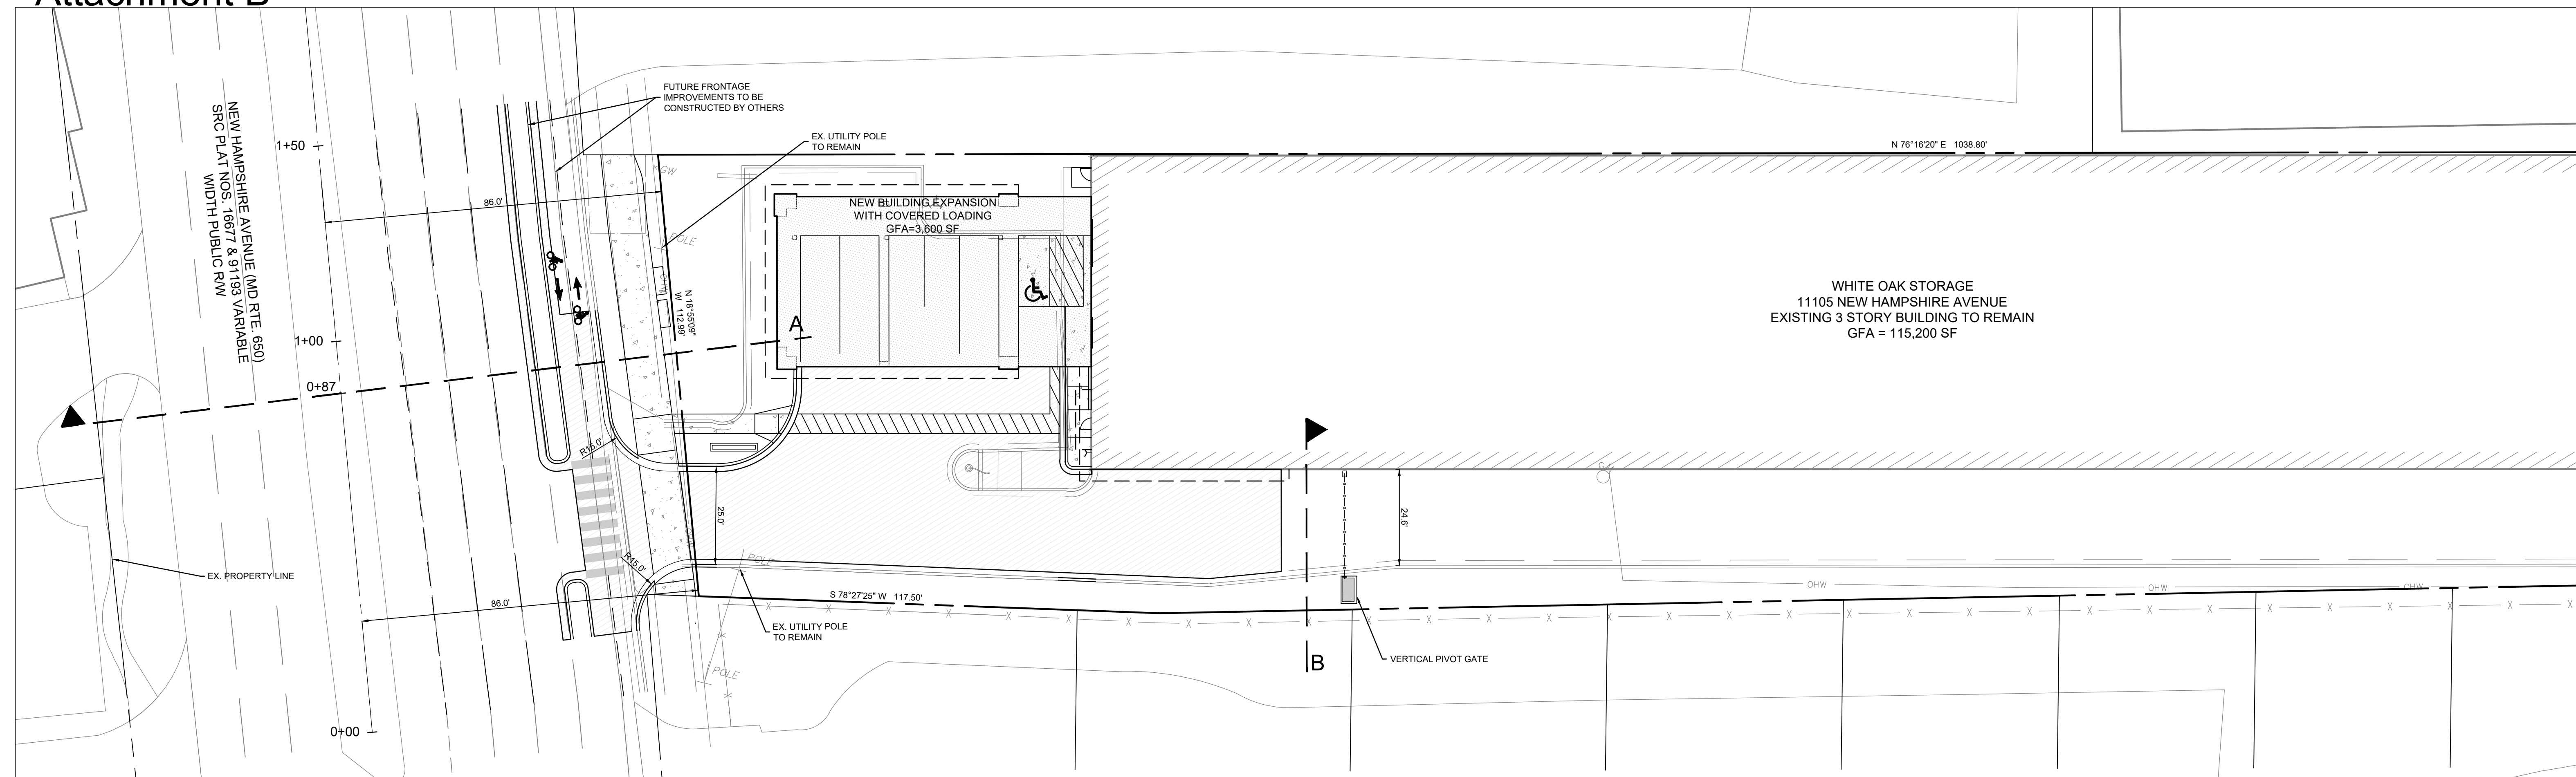 Attachment B
FUTURE FRONTAGE
IMPROVEMENTS TO BE
CONSTRUCTED BY OTHERS
NEW HAMPSHIRE AVENUE (MD RTE. 650)
SRC PLAT NOS. 16677 & 91193 VARIABLE
WIDTH PUBLIC R/W
1+50
EX. UTILITY POLE
TO REMAIN
N 76°16'20" E 1038.80'
86.0'
NEW BUILDING EXPANSION
WITH COVERED LOADING
GFA=3,600 SF
POLE
N 18°55'09"
W 112.99'
WHITE OAK STORAGE
11105 NEW HAMPSHIRE AVENUE
EXISTING 3 STORY BUILDING TO REMAIN
GFA = 115,200 SF
A
1+00
0+87
R15.0'
25.0'
24.6'
R15.0'
POLE
EX. PROPERTY LINE
OHW
OHW
OHW
86.0'
S 78°27'25" W 117.50'
EX. UTILITY POLE
TO REMAIN
POLE
B
VERTICAL PIVOT GATE
0+00